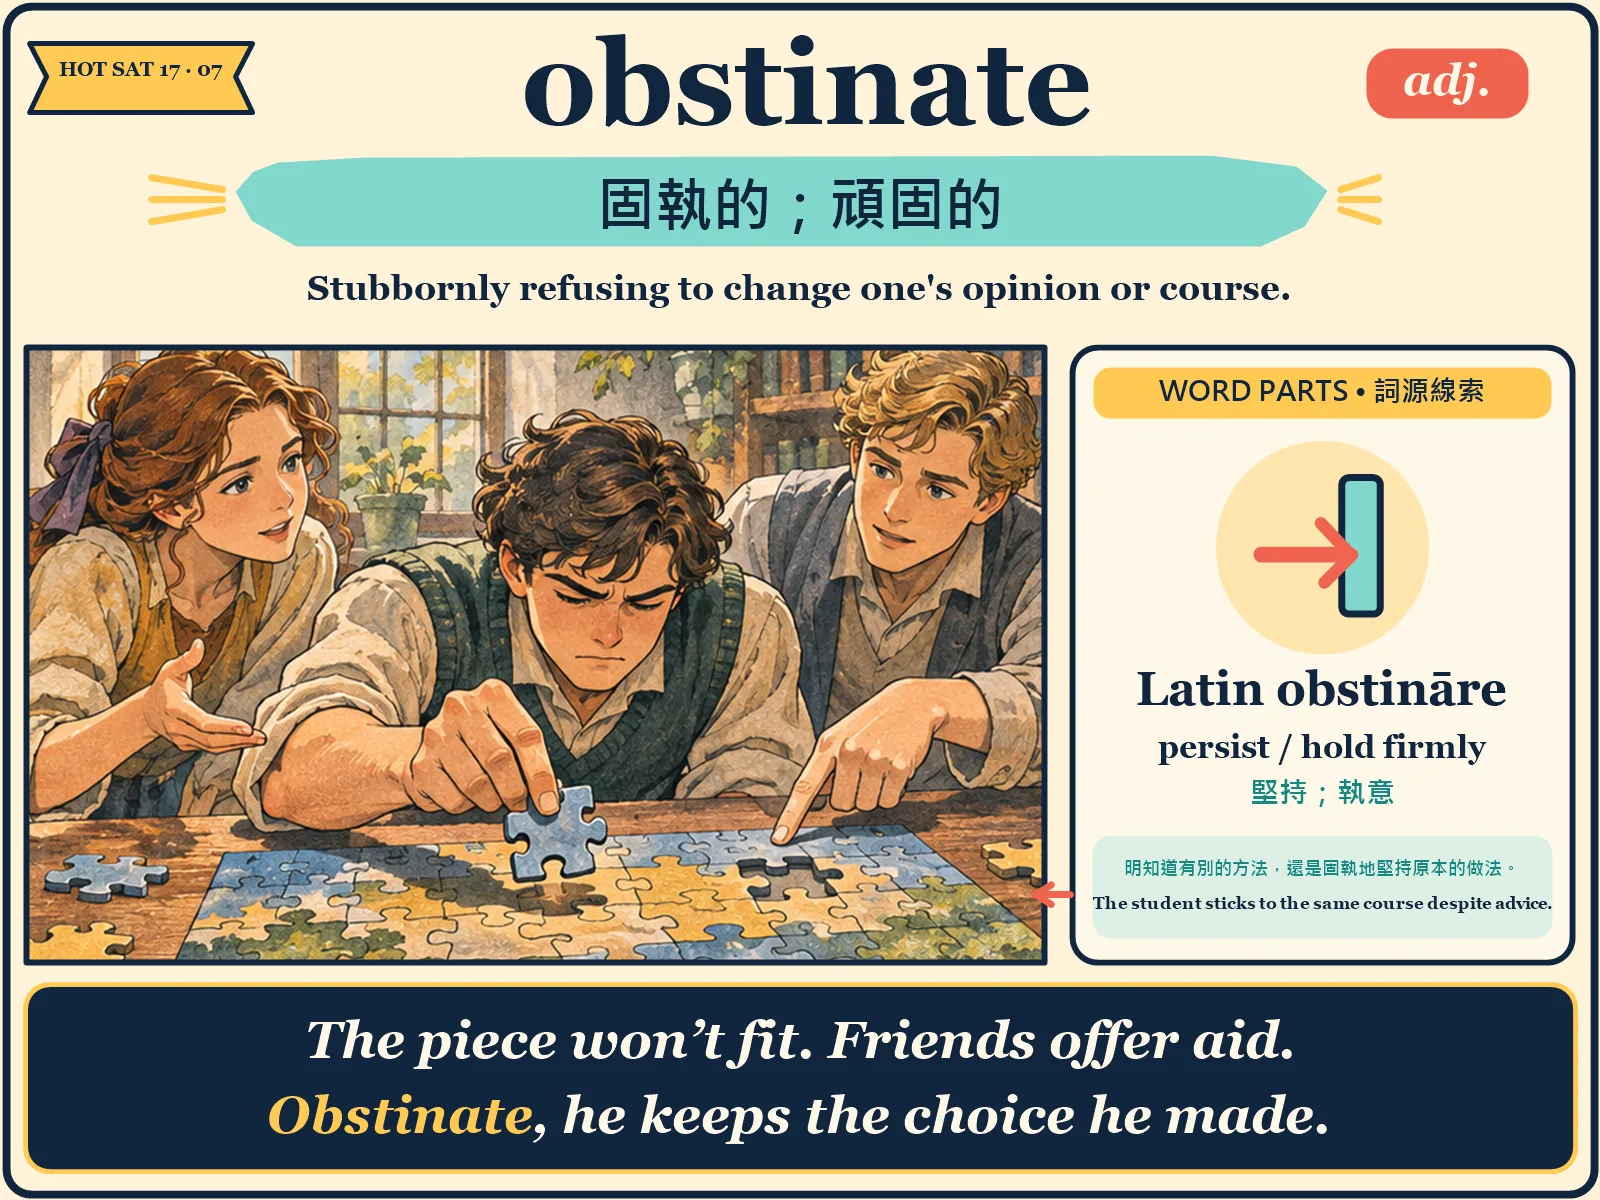 HOT SAT 17 · 07
obstinate
adj.
固執的；頑固的
Stubbornly refusing to change one's opinion or course.
WORD PARTS • 詞源線索
Latin obstināre
persist / hold firmly
堅持；執意
明知道有別的方法，還是固執地堅持原本的做法。
The student sticks to the same course despite advice.
The piece won’t fit. Friends offer aid.
Obstinate, he keeps the choice he made.